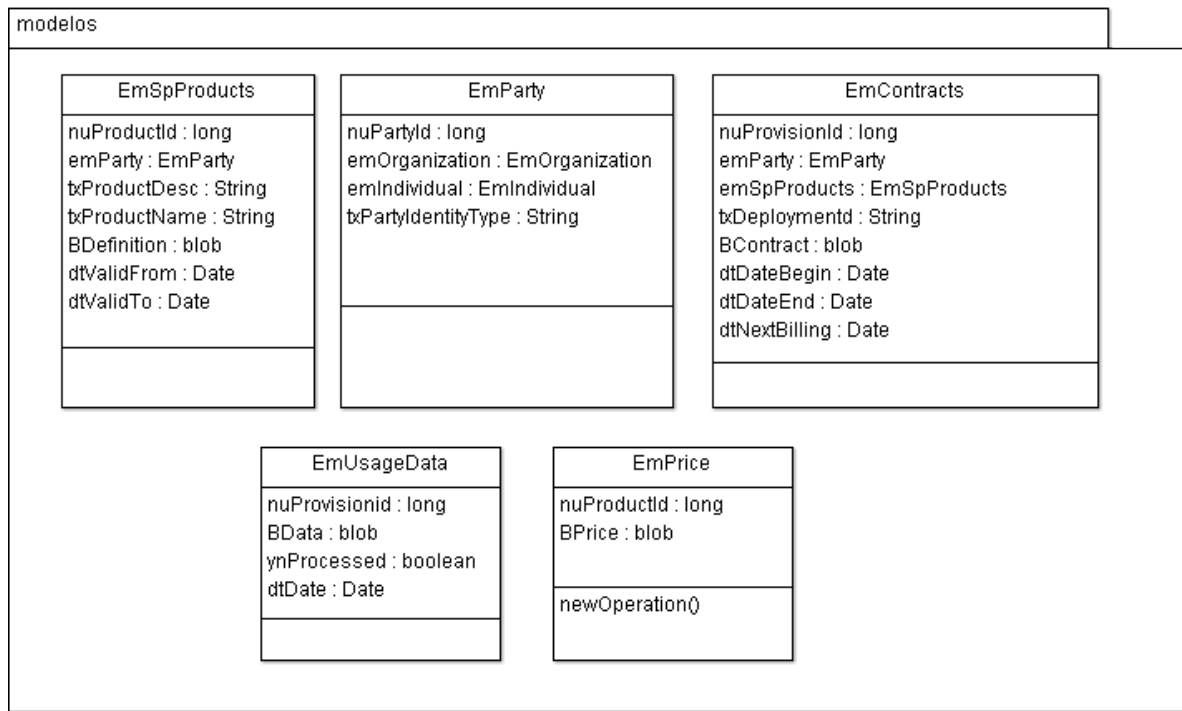 modelos
EmSpProducts
nuProductId : long
emParty : EmParty
txProductDesc : String
txProductName : String
BDefinition : blob
dtValidFrom : Date
dtValidTo : Date
EmParty
nuPartyId : long
emOrganization : EmOrganization
emIndividual : EmIndividual
txPartyIdentityType : String
EmContracts
nuProvisionId : long
emParty : EmParty
emSpProducts : EmSpProducts
txDeploymentd : String
BContract : blob
dtDateBegin : Date
dtDateEnd : Date
dtNextBilling : Date
EmUsageData
nuProvisionid : long
BData : blob
ynProcessed : boolean
dtDate : Date
EmPrice
nuProductId : long
BPrice : blob
newOperation()